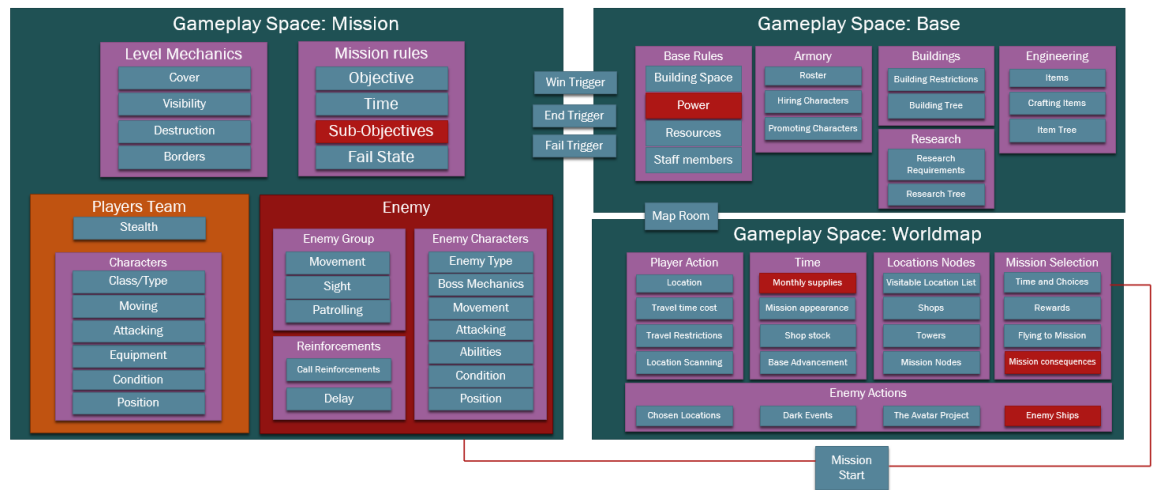 Gameplay Space: Mission
Level Mechanics
Cover
Visibility
Destruction
Borders
Mission rules
Objective
Time
Sub-Objectives
Fail State
Players Team
Stealth
Characters
Class/Type
Moving
Attacking
Equipment
Condition
Position
Enemy
Enemy Group
Movement
Sight
Patrolling
Reinforcements
Call Reinforcements
Delay
Enemy Characters
Enemy Type
Boss Mechanics
Movement
Attacking
Abilities
Condition
Position
Win Trigger
End Trigger
Fail Trigger
Gameplay Space: Base
Base Rules
Building Space
Power
Resources
Staff members
Armory
Roster
Hiring Characters
Promoting Characters
Buildings
Building Restrictions
Building Tree
Research
Research
Requirements
Research Tree
Engineering
Items
Crafting Items
Item Tree
Map Room
Gameplay Space: Worldmap
Player Action
Location
Travel time cost
Travel Restrictions
Location Scanning
Time
Monthly supplies
Mission appearance
Shop stock
Base Advancement
Locations Nodes
Visitable Location List
Shops
Towers
Mission Nodes
Mission Selection
Time and Choices
Rewards
Flying to Mission
Mission consequences
Enemy Actions
Chosen Locations
Dark Events
The Avatar Project
Enemy Ships
Mission
Start